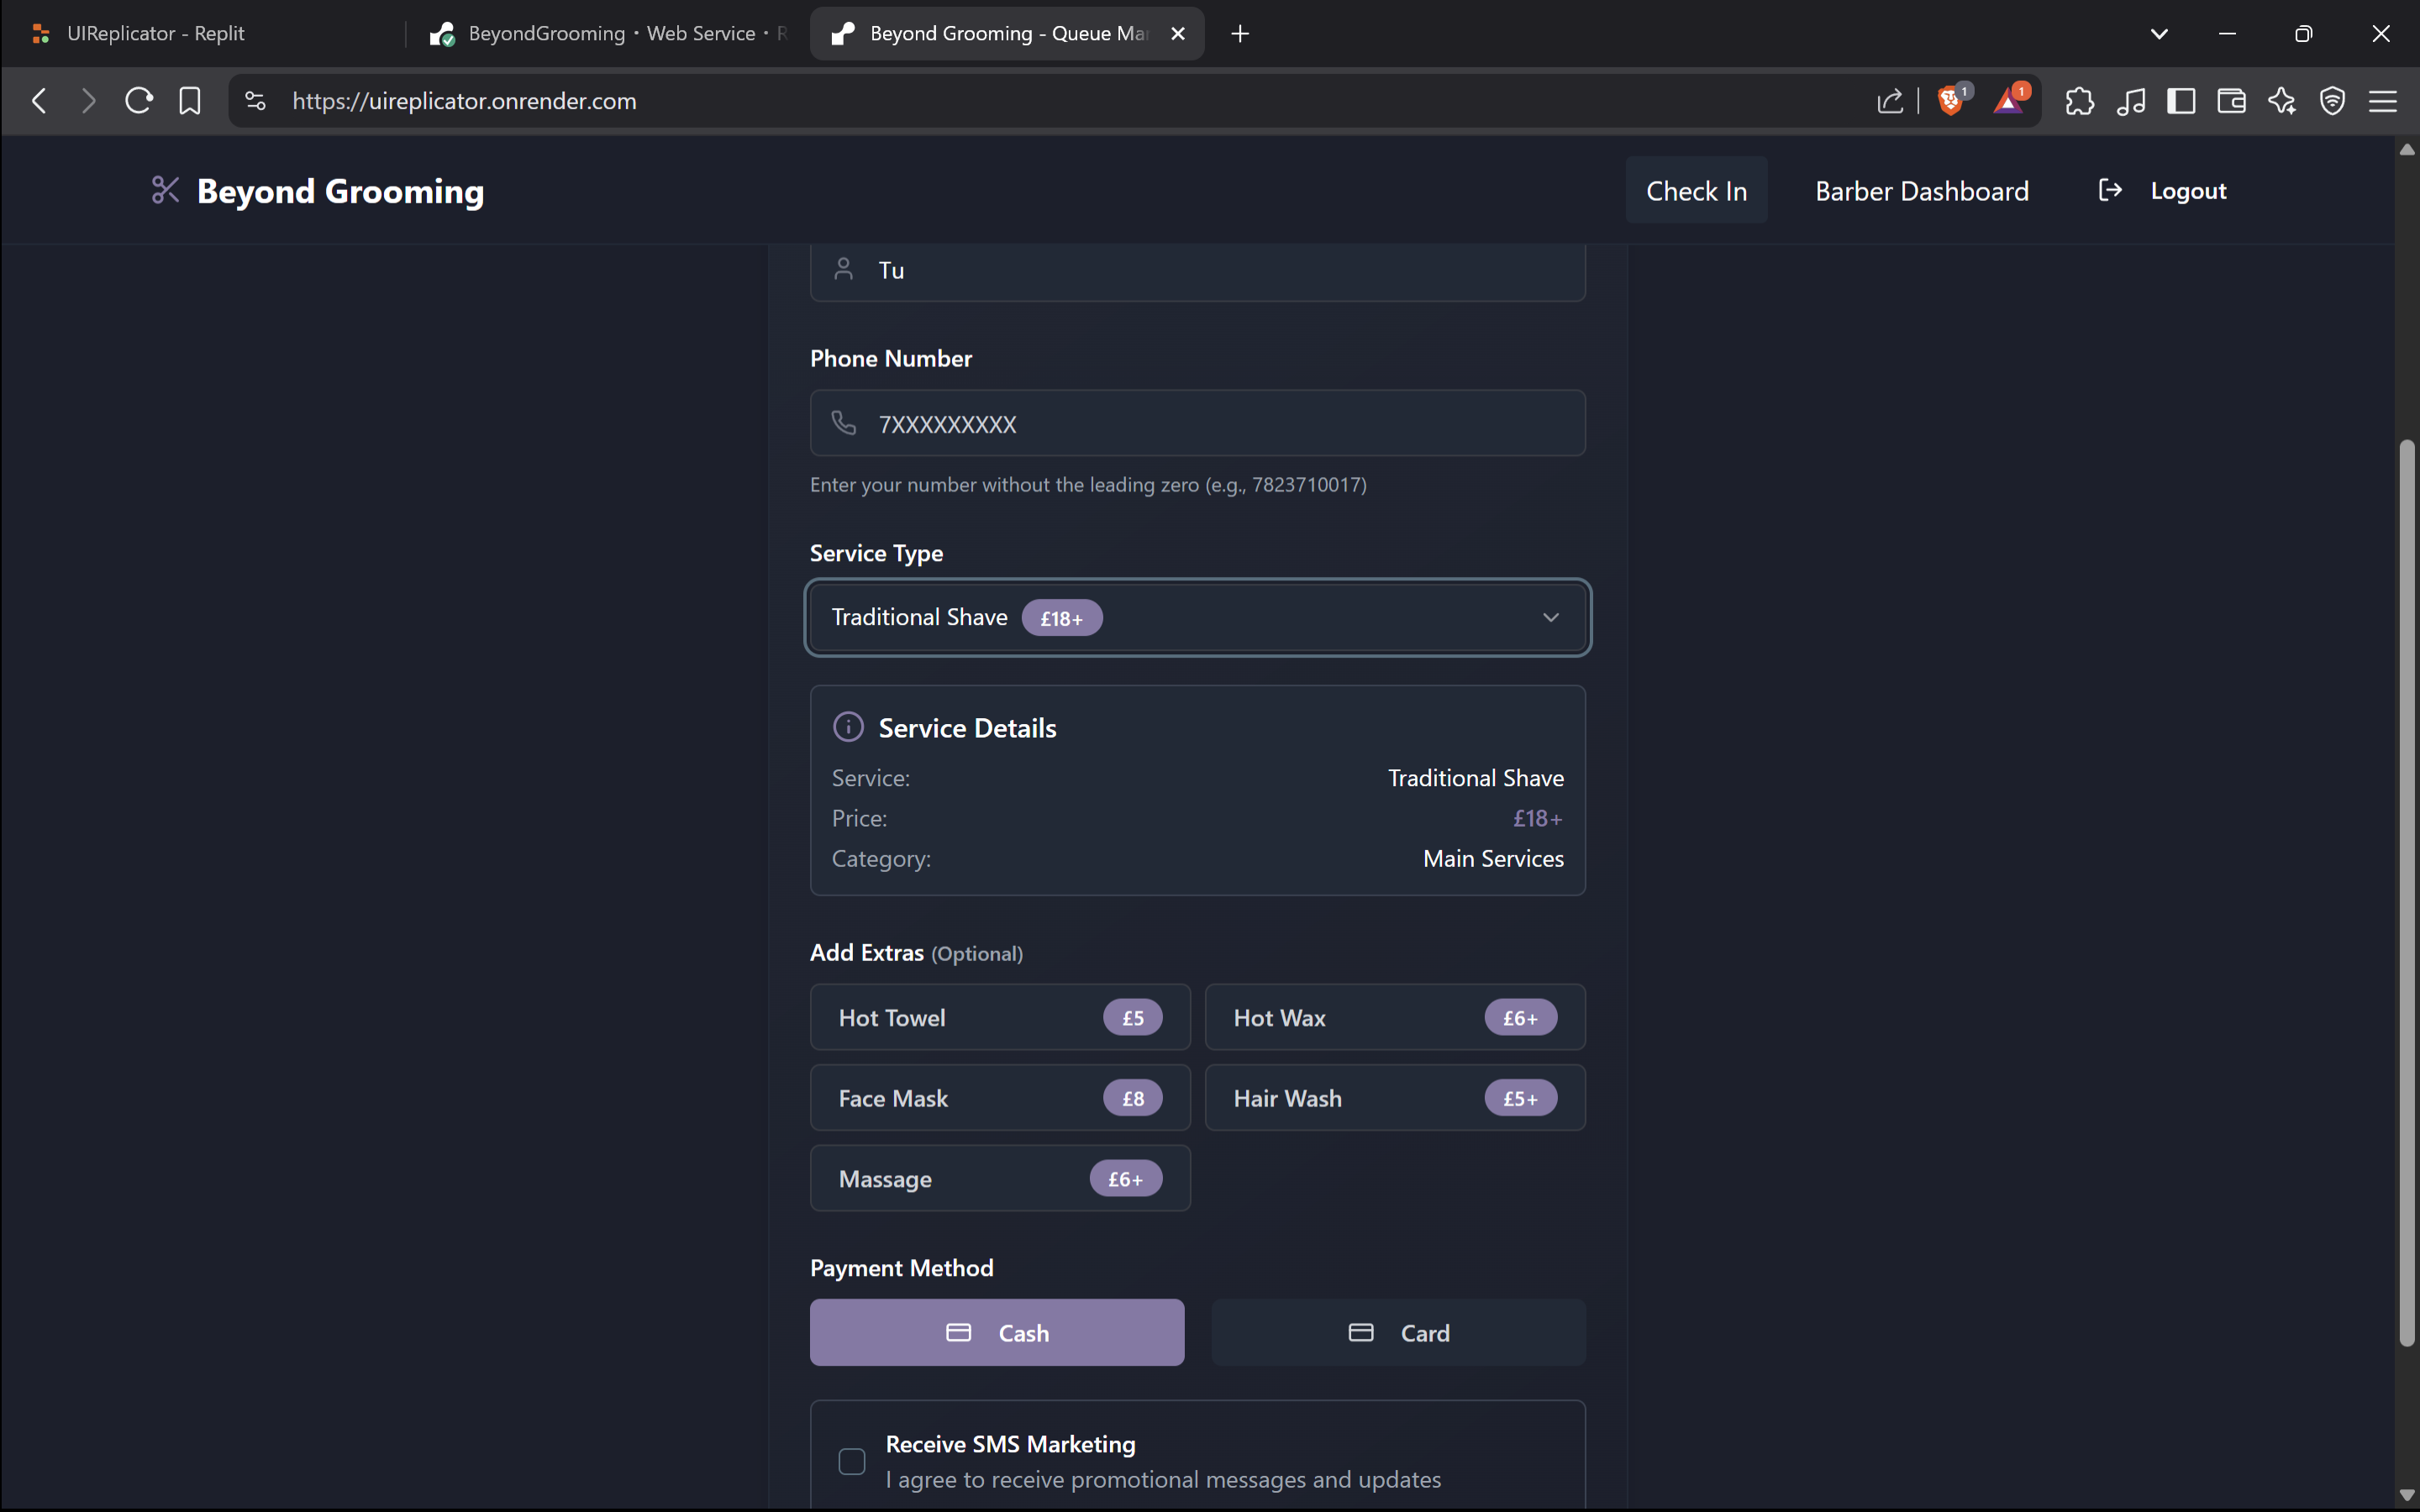 UIReplicator - Replit
BeyondGrooming • Web Service • R
Beyond Grooming - Queue Ma
https://uireplicator.onrender.com
1
1
Beyond Grooming
Check In
Barber Dashboard
Logout
Tu
Phone Number
7XXXXXXXXX
Enter your number without the leading zero (e.g., 7823710017)
Service Type
Traditional Shave £18+
Service Details
Service: Traditional Shave
Price: £18+
Category: Main Services
Add Extras (Optional)
Hot Towel £5
Hot Wax £6+
Face Mask £8
Hair Wash £5+
Massage £6+
Payment Method
Cash
Card
Receive SMS Marketing
I agree to receive promotional messages and updates